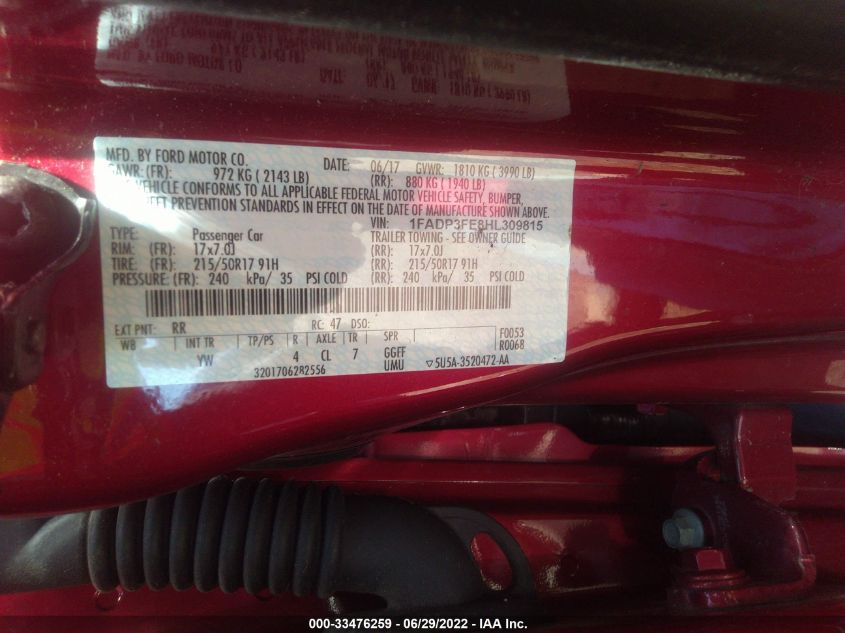 MFD. BY FORD MOTOR CO. DATE: 06/17 GVWR: 1810 KG ( 3990 LB)
GAWR: (FR): 972 KG ( 2143 LB) (RR): 880 KG ( 1940 LB)
VEHICLE CONFORMS TO ALL APPLICABLE FEDERAL MOTOR VEHICLE SAFETY, BUMPER,
THEFT PREVENTION STANDARDS IN EFFECT ON THE DATE OF MANUFACTURE SHOWN ABOVE.
VIN: 1FADP3FE8HL309815
TYPE: Passenger Car TRAILER TOWING - SEE OWNER GUIDE
RIM: (FR): 17x7.0J (RR): 17x7.0J
TIRE: (FR): 215/50R17 91H (RR): 215/50R17 91H
PRESSURE: (FR): 240 kPa/ 35 PSI COLD (RR): 240 kPa/ 35 PSI COLD
EXT PNT: RR RC: 47 DSO: F0053
WB INT TR TP/PS R AXLE TR SPR R0068
YW 4 CL 7 GGFF
3201706282556 UMU ▽5U5A-3520472-AA
000-33476259 - 06/29/2022 - IAA Inc.